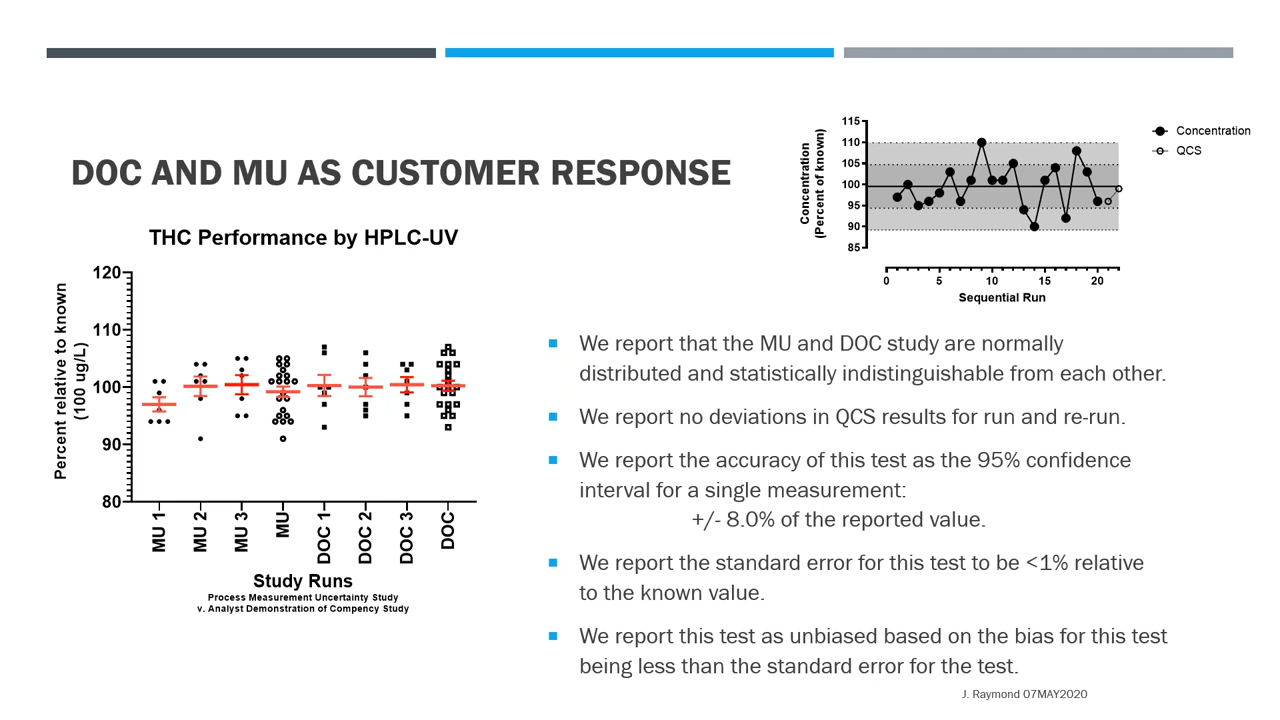 DOC AND MU AS CUSTOMER RESPONSE
THC Performance by HPLC-UV
Percent relative to known
(100 ug/L)
120
110
100
90
80
MU 1
MU 2
MU 3
MU
DOC 1
DOC 2
DOC 3
DOC
Study Runs
Process Measurement Uncertainty Study
v. Analyst Demonstration of Compency Study
Concentration
(Percent of known)
115
110
105
100
95
90
85
0
5
10
15
20
Sequential Run
Concentration
QCS
We report that the MU and DOC study are normally
distributed and statistically indistinguishable from each other.
We report no deviations in QCS results for run and re-run.
We report the accuracy of this test as the 95% confidence
interval for a single measurement:
+/- 8.0% of the reported value.
We report the standard error for this test to be <1% relative
to the known value.
We report this test as unbiased based on the bias for this test
being less than the standard error for the test.
J. Raymond 07MAY2020